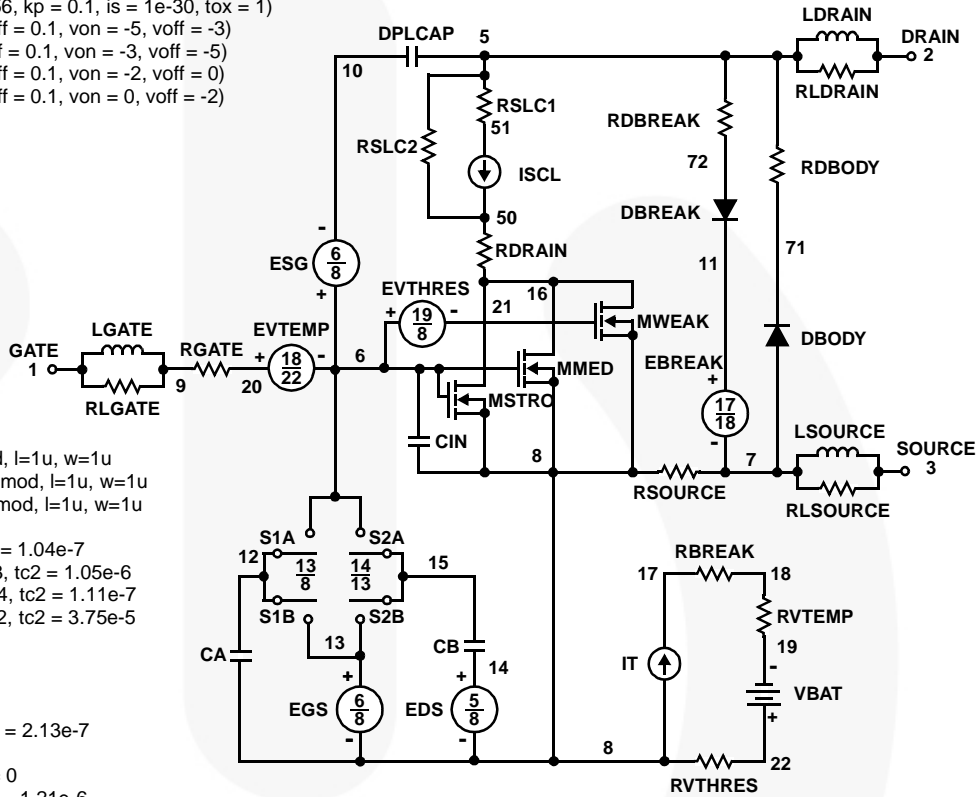 56, kp = 0.1, is = 1e-30, tox = 1)
ff = 0.1, von = -5, voff = -3)
f = 0.1, von = -3, voff = -5)
ff = 0.1, von = -2, voff = 0)
ff = 0.1, von = 0, voff = -2)
LDRAIN
DRAIN
2
RLDRAIN
DPLCAP
5
10
RSLC1
51
RSLC2
ISCL
50
RDRAIN
RDBREAK
72
RDBODY
DBREAK
71
11
ESG
6
8
-
+
EVTHRES
+
19
8
-
16
21
MWEAK
LGATE
GATE
1
RLGATE
9
RGATE
20
EVTEMP
+
18
22
-
6
MMED
MSTRO
EBREAK
+
17
18
-
DBODY
CIN
8
RSOURCE
7
LSOURCE
SOURCE
3
RLSOURCE
d, l=1u, w=1u
mod, l=1u, w=1u
mod, l=1u, w=1u
= 1.04e-7
3, tc2 = 1.05e-6
4, tc2 = 1.11e-7
2, tc2 = 3.75e-5
S1A
S2A
12
13
8
14
13
15
S1B
S2B
13
CA
CB
14
+
EGS
6
8
-
+
EDS
5
8
-
RBREAK
17
18
RVTEMP
19
IT
-
VBAT
+
8
22
RVTHRES
= 2.13e-7
0